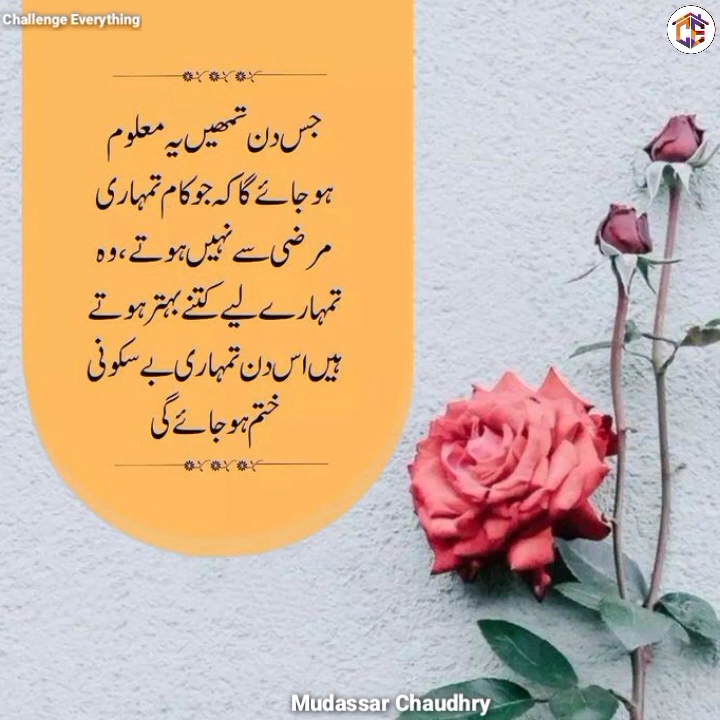 Challenge Everything
جس دن تمھیں یہ معلوم
ہو جائے گا کہ جو کام تمہاری
مرضی سے نہیں ہوتے، وہ
تمہارے لیے کتنے بہتر ہوتے
ہیں اس دن تمہاری بے سکونی
ختم ہو جائے گی
Mudassar Chaudhry